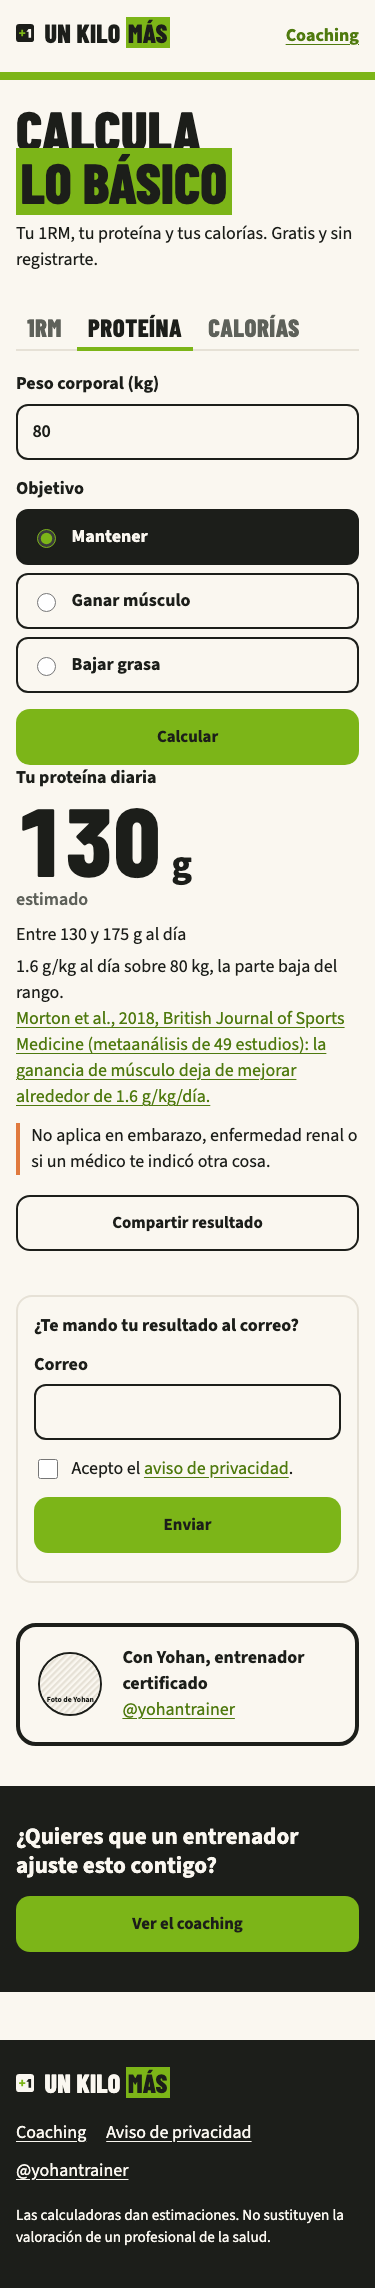 +1 UN KILO MÁS
Coaching
CALCULA
LO BÁSICO
Tu 1RM, tu proteína y tus calorías. Gratis y sin
registrarte.
1RM PROTEÍNA CALORÍAS
Peso corporal (kg)
80
Objetivo
Mantener
Ganar músculo
Bajar grasa
Calcular
Tu proteína diaria
130 g
estimado
Entre 130 y 175 g al día
1.6 g/kg al día sobre 80 kg, la parte baja del
rango.
Morton et al., 2018, British Journal of Sports
Medicine (metaanálisis de 49 estudios): la
ganancia de músculo deja de mejorar
alrededor de 1.6 g/kg/día.
No aplica en embarazo, enfermedad renal o
si un médico te indicó otra cosa.
Compartir resultado
¿Te mando tu resultado al correo?
Correo
Acepto el aviso de privacidad.
Enviar
Foto de Yohan
Con Yohan, entrenador
certificado
@yohantrainer
¿Quieres que un entrenador
ajuste esto contigo?
Ver el coaching
+1 UN KILO MÁS
Coaching Aviso de privacidad
@yohantrainer
Las calculadoras dan estimaciones. No sustituyen la
valoración de un profesional de la salud.